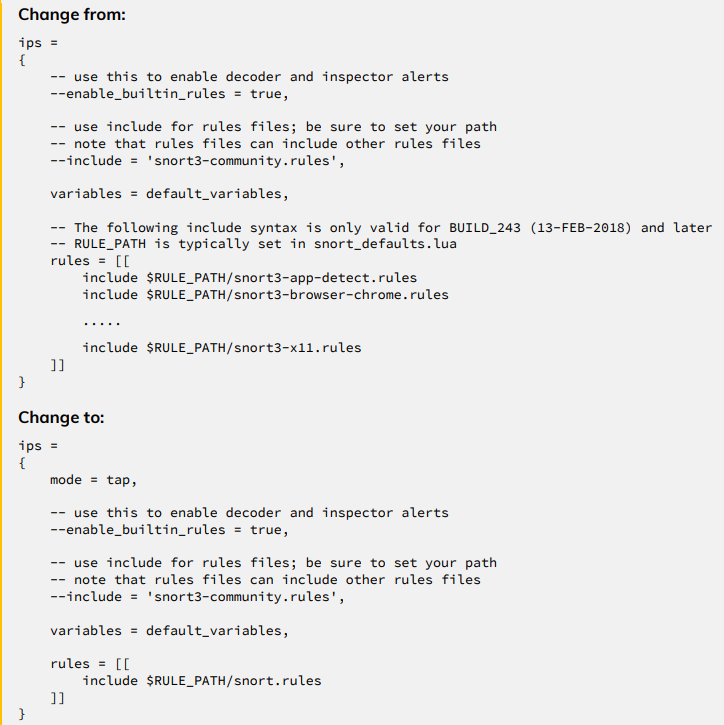 Change from:
ips =
{
    -- use this to enable decoder and inspector alerts
    --enable_builtin_rules = true,
    -- use include for rules files; be sure to set your path
    -- note that rules files can include other rules files
    --include = 'snort3-community.rules',
    variables = default_variables,
    -- The following include syntax is only valid for BUILD_243 (13-FEB-2018) and later
    -- RULE_PATH is typically set in snort_defaults.lua
    rules = [[
        include $RULE_PATH/snort3-app-detect.rules
        include $RULE_PATH/snort3-browser-chrome.rules
        .....
        include $RULE_PATH/snort3-x11.rules
    ]]
}
Change to:
ips =
{
    mode = tap,
    -- use this to enable decoder and inspector alerts
    --enable_builtin_rules = true,
    -- use include for rules files; be sure to set your path
    -- note that rules files can include other rules files
    --include = 'snort3-community.rules',
    variables = default_variables,
    rules = [[
        include $RULE_PATH/snort.rules
    ]]
}